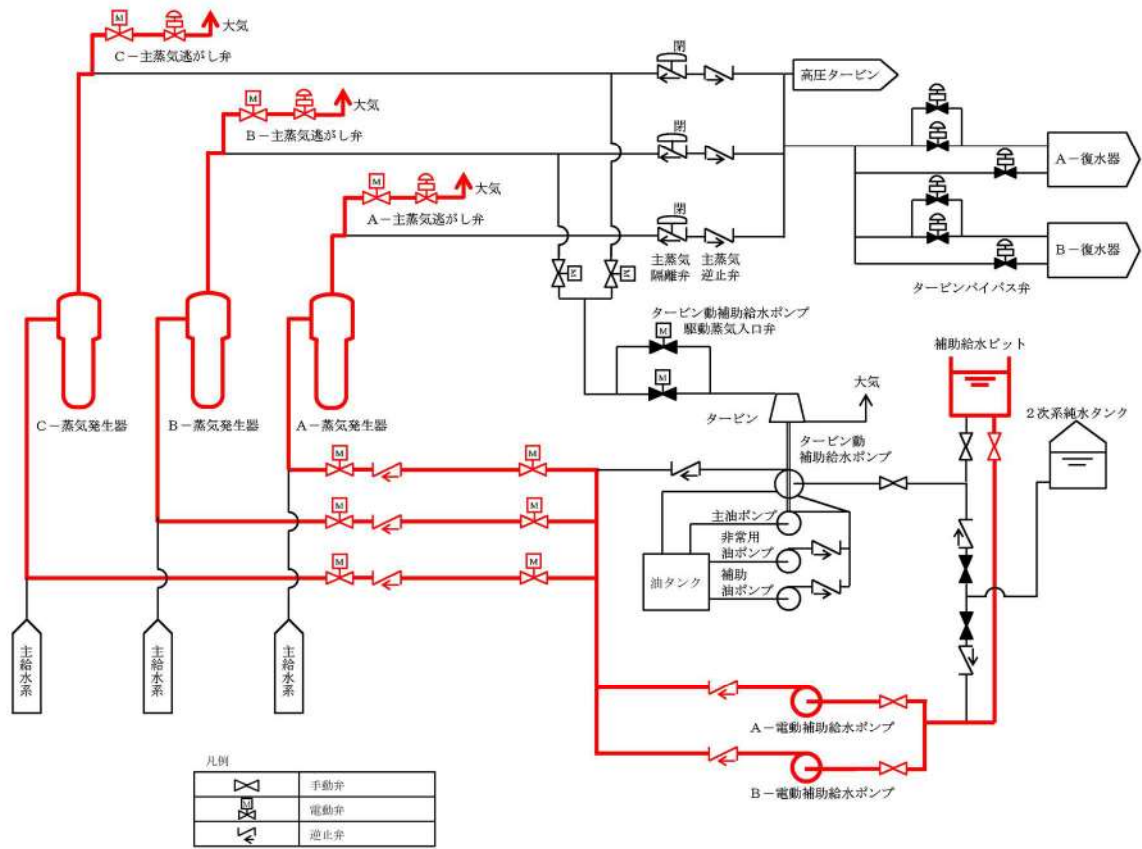 M
大気
C－主蒸気逃がし弁
M
大気
B－主蒸気逃がし弁
M
大気
A－主蒸気逃がし弁
閉
閉
閉
主蒸気
隔離弁
主蒸気
逆止弁
高圧タービン
A－復水器
B－復水器
タービンバイパス弁
M
M
タービン動補助給水ポンプ
駆動蒸気入口弁
M
M
タービン
大気
補助給水ピット
2次系純水タンク
C－蒸気発生器
B－蒸気発生器
A－蒸気発生器
タービン動
補助給水ポンプ
M
M
M
M
M
M
主油ポンプ
非常用
油ポンプ
補助
油ポンプ
油タンク
主給水系
主給水系
主給水系
A－電動補助給水ポンプ
B－電動補助給水ポンプ
凡例
手動弁
M
電動弁
逆止弁